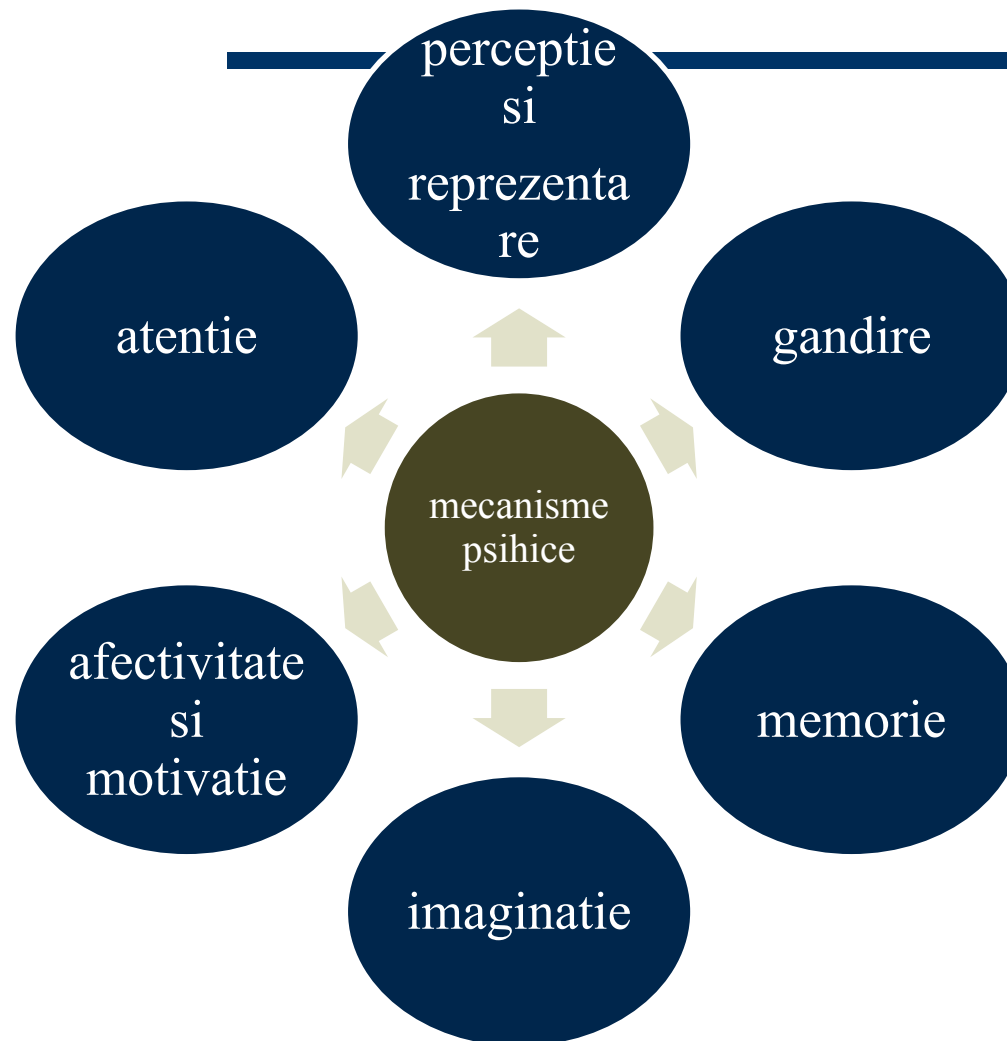 perceptie
si
reprezenta
re
atentie
gandire
mecanisme
psihice
afectivitate
si
motivatie
memorie
imaginatie